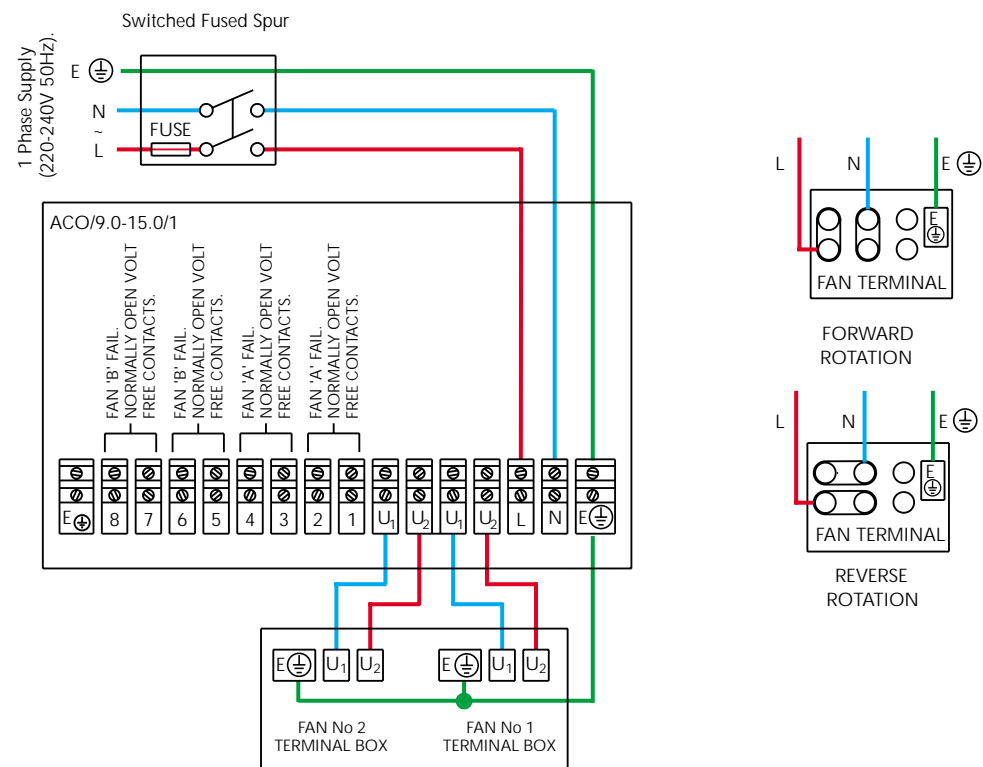 Switched Fused Spur
1 Phase Supply
(220-240V 50Hz).
E
N
~
L
FUSE
ACO/9.0-15.0/1
FAN 'B' FAIL.
NORMALLY OPEN VOLT
FREE CONTACTS.
FAN 'B' FAIL.
NORMALLY OPEN VOLT
FREE CONTACTS.
FAN 'A' FAIL.
NORMALLY OPEN VOLT
FREE CONTACTS.
FAN 'A' FAIL.
NORMALLY OPEN VOLT
FREE CONTACTS.
E 8 7 6 5 4 3 2 1 U1 U2 U1 U2 L N E
E U1 U2 E U1 U2
FAN No 2
TERMINAL BOX
FAN No 1
TERMINAL BOX
L N E
E
FAN TERMINAL
FORWARD
ROTATION
L N E
E
FAN TERMINAL
REVERSE
ROTATION